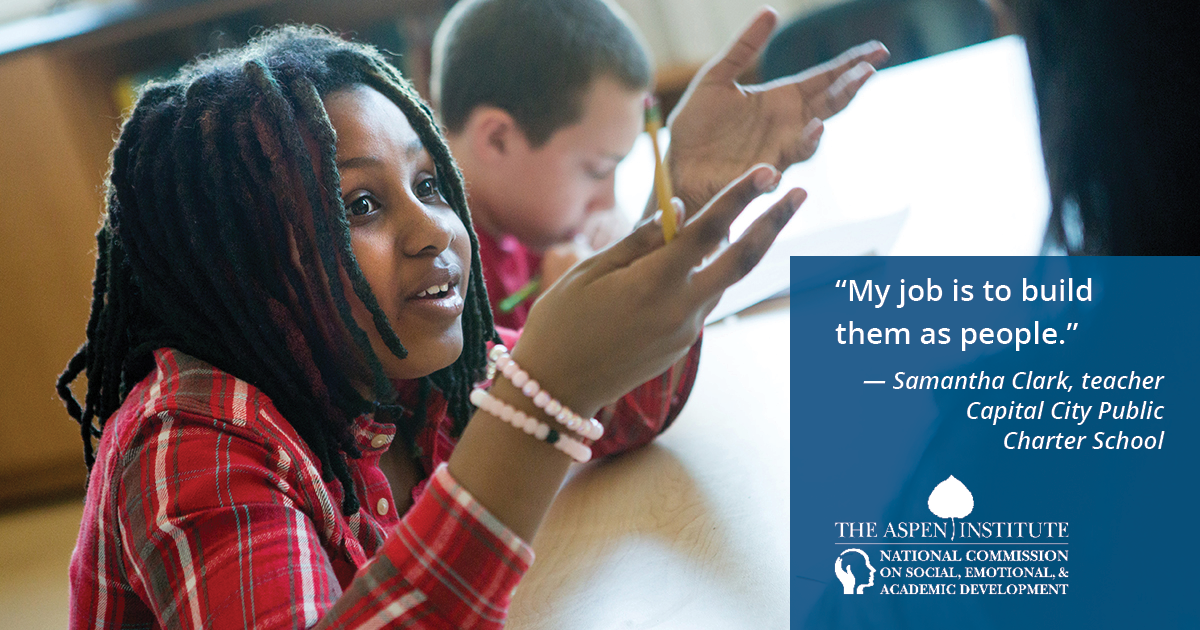 “My job is to build
them as people.”
— Samantha Clark, teacher
Capital City Public
Charter School
THE ASPEN INSTITUTE
NATIONAL COMMISSION
ON SOCIAL, EMOTIONAL, &
ACADEMIC DEVELOPMENT